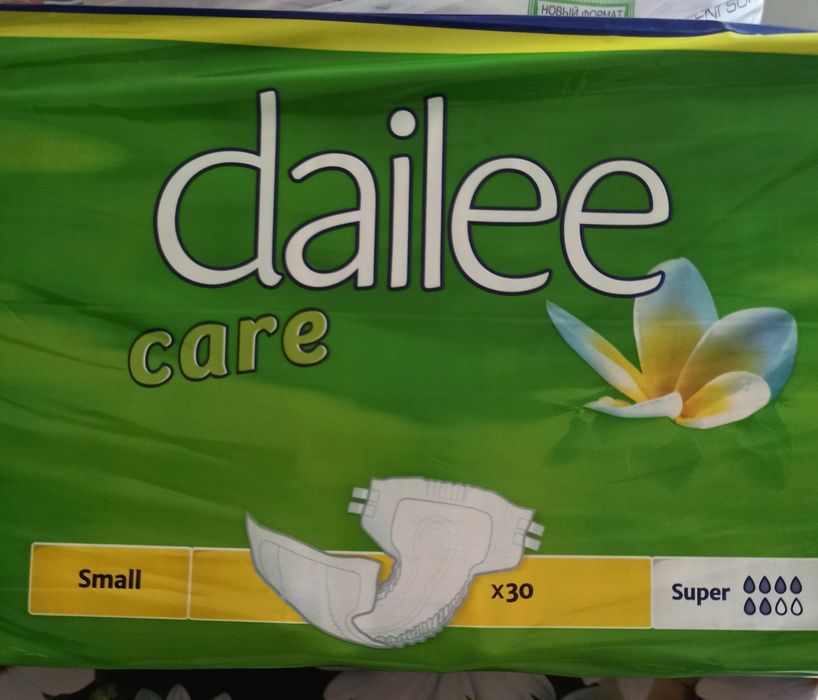 НОВЫЙ ФОРМАТ
dailee
care
Small
x30
Super